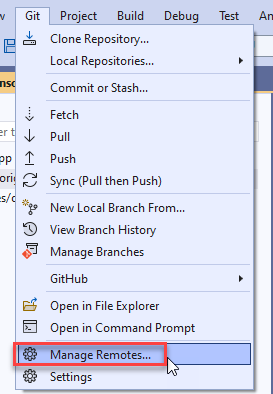 Git Project Build Debug Test
Clone Repository...
Local Repositories...
Commit or Stash...
Fetch
Pull
Push
Sync (Pull then Push)
New Local Branch From...
View Branch History
Manage Branches
GitHub
Open in File Explorer
Open in Command Prompt
Manage Remotes...
Settings